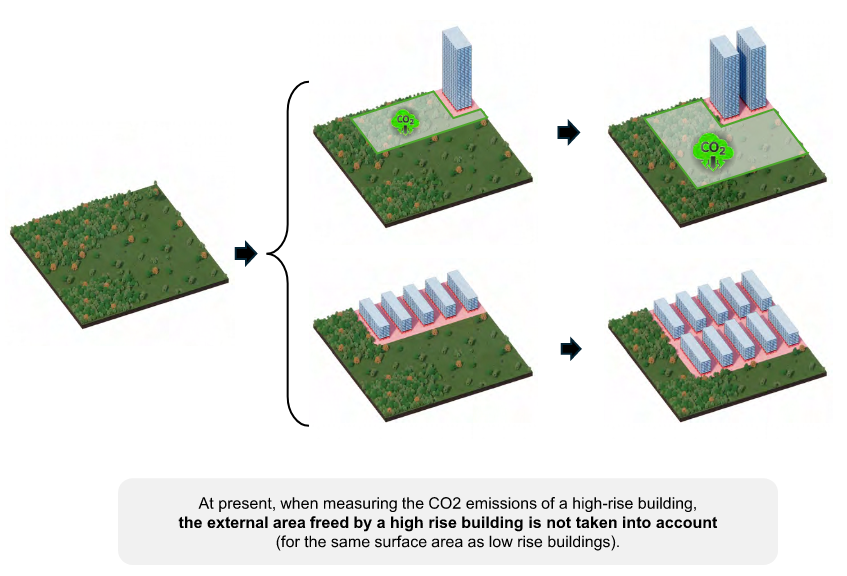 CO2
CO2
At present, when measuring the CO2 emissions of a high-rise building,
the external area freed by a high rise building is not taken into account
(for the same surface area as low rise buildings).